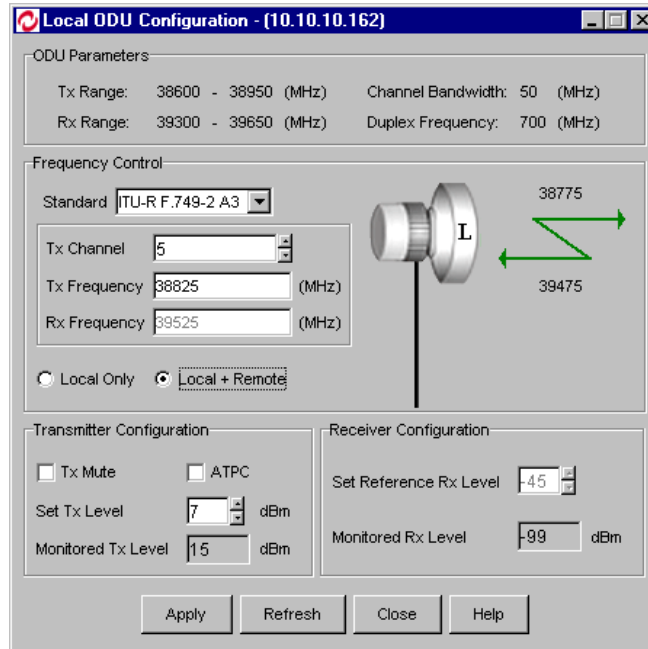 Local ODU Configuration - (10.10.10.162)
ODU Parameters
Tx Range: 38600 - 38950 (MHz) Channel Bandwidth: 50 (MHz)
Rx Range: 39300 - 39650 (MHz) Duplex Frequency: 700 (MHz)
Frequency Control
Standard ITU-R F.749-2 A3
38775
L
Tx Channel 5
Tx Frequency 38825 (MHz)
39475
Rx Frequency 39525 (MHz)
Local Only Local + Remote
Transmitter Configuration
Tx Mute ATPC
Set Tx Level 7 dBm
Monitored Tx Level 15 dBm
Receiver Configuration
Set Reference Rx Level -45
Monitored Rx Level -99 dBm
Apply Refresh Close Help